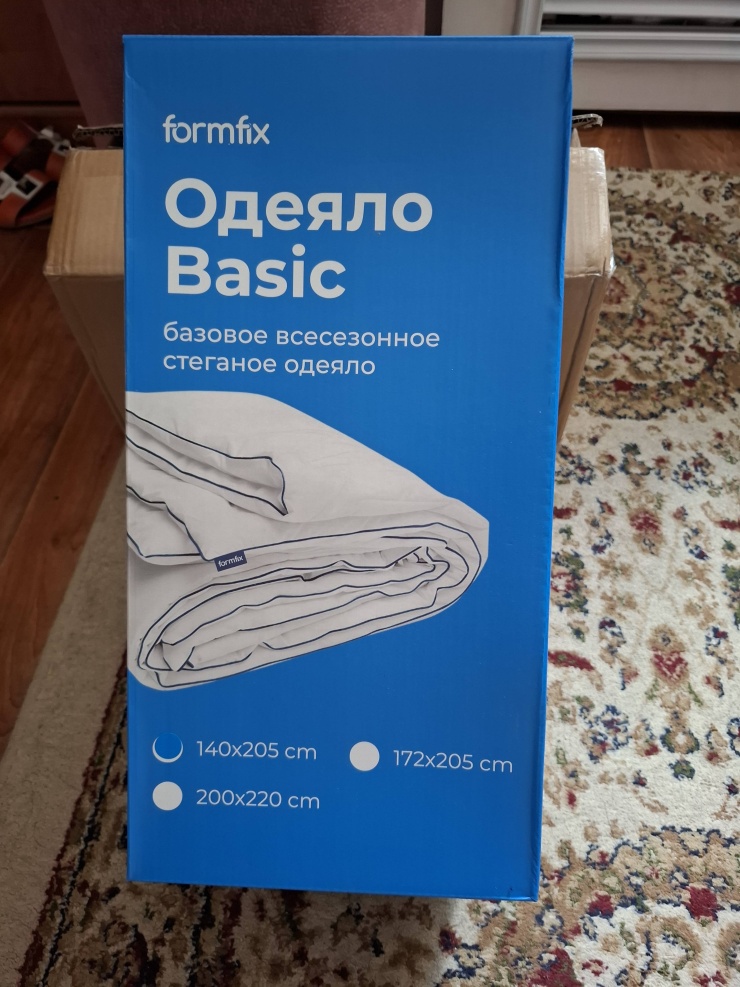 formfix
Одеяло
Basic
базовое всесезонное
стеганое одеяло
formfix
140x205 cm
172x205 cm
200x220 cm